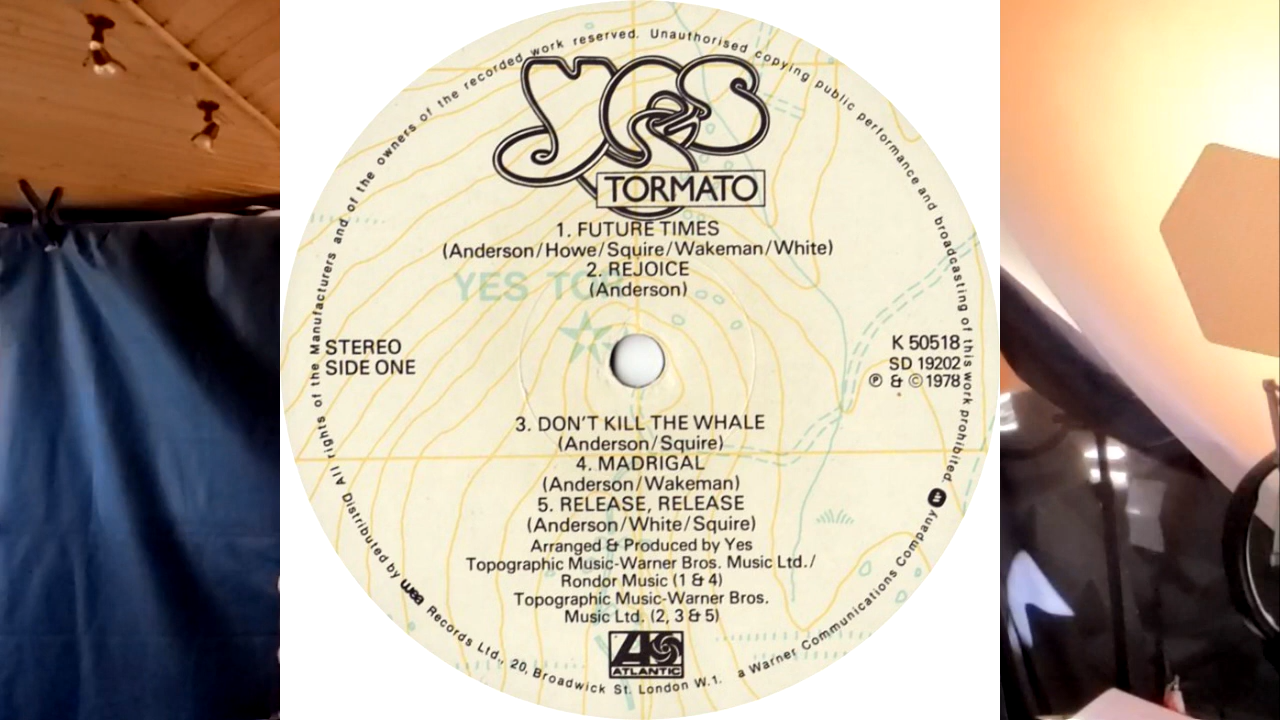 All rights of the Manufacturers and of the owners of the recorded work reserved. Unauthorised copying public performance and broadcasting of this work prohibited.
YES
TORMATO
1. FUTURE TIMES
(Anderson/Howe/Squire/Wakeman/White)
2. REJOICE
(Anderson)
YES TO
STEREO
SIDE ONE
K 50518
SD 19202
℗ & © 1978
3. DON'T KILL THE WHALE
(Anderson/Squire)
4. MADRIGAL
(Anderson/Wakeman)
5. RELEASE, RELEASE
(Anderson/White/Squire)
Arranged & Produced by Yes
Topographic Music-Warner Bros. Music Ltd./
Rondor Music (1 & 4)
Topographic Music-Warner Bros.
Music Ltd. (2, 3 & 5)
ATLANTIC
Distributed by wea Records Ltd., 20, Broadwick St. London W.1. a Warner Communications Company